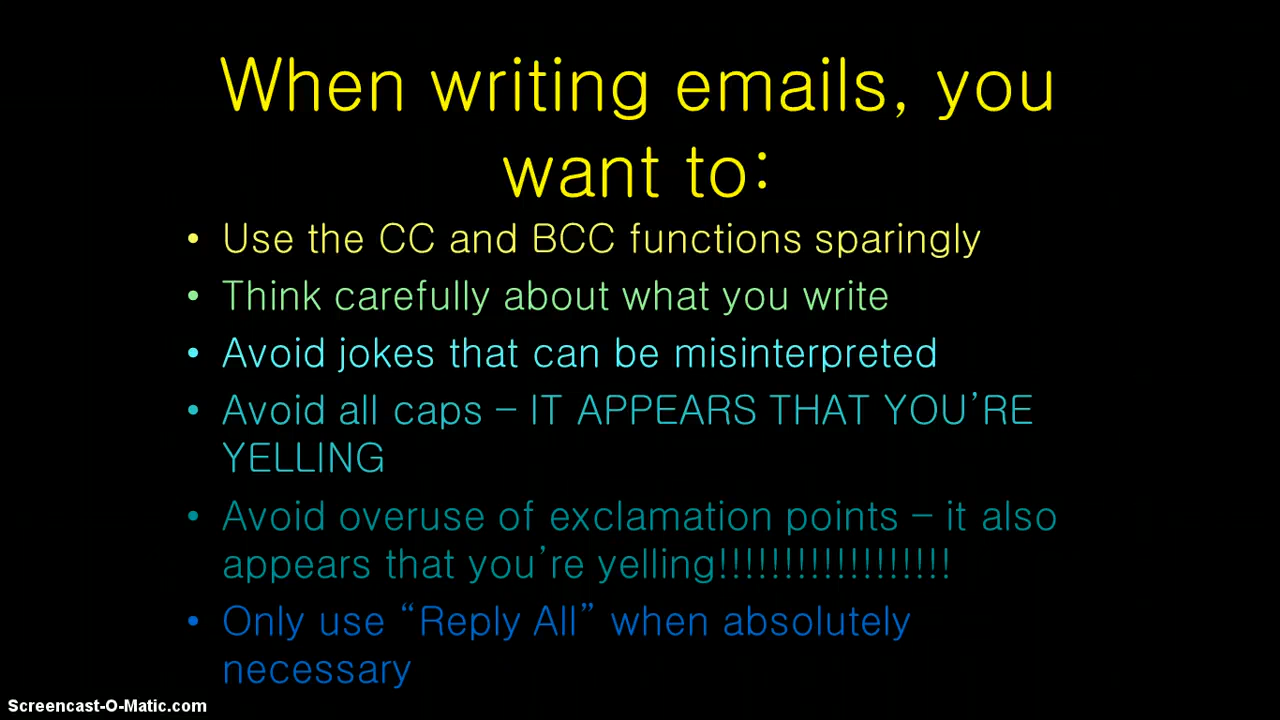 When writing emails, you
want to:
• Use the CC and BCC functions sparingly
• Think carefully about what you write
• Avoid jokes that can be misinterpreted
• Avoid all caps – IT APPEARS THAT YOU’RE
YELLING
• Avoid overuse of exclamation points – it also
appears that you’re yelling!!!!!!!!!!!!!!!!!!
• Only use “Reply All” when absolutely
necessary
Screencast-O-Matic.com